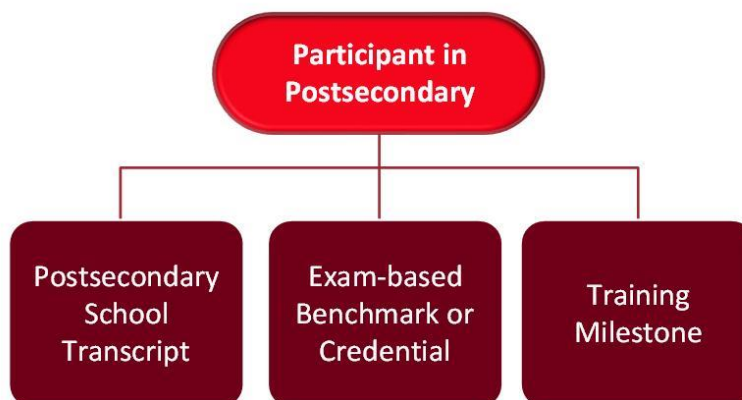 Participant in
Postsecondary
Postsecondary
School
Transcript
Exam-based
Benchmark or
Credential
Training
Milestone